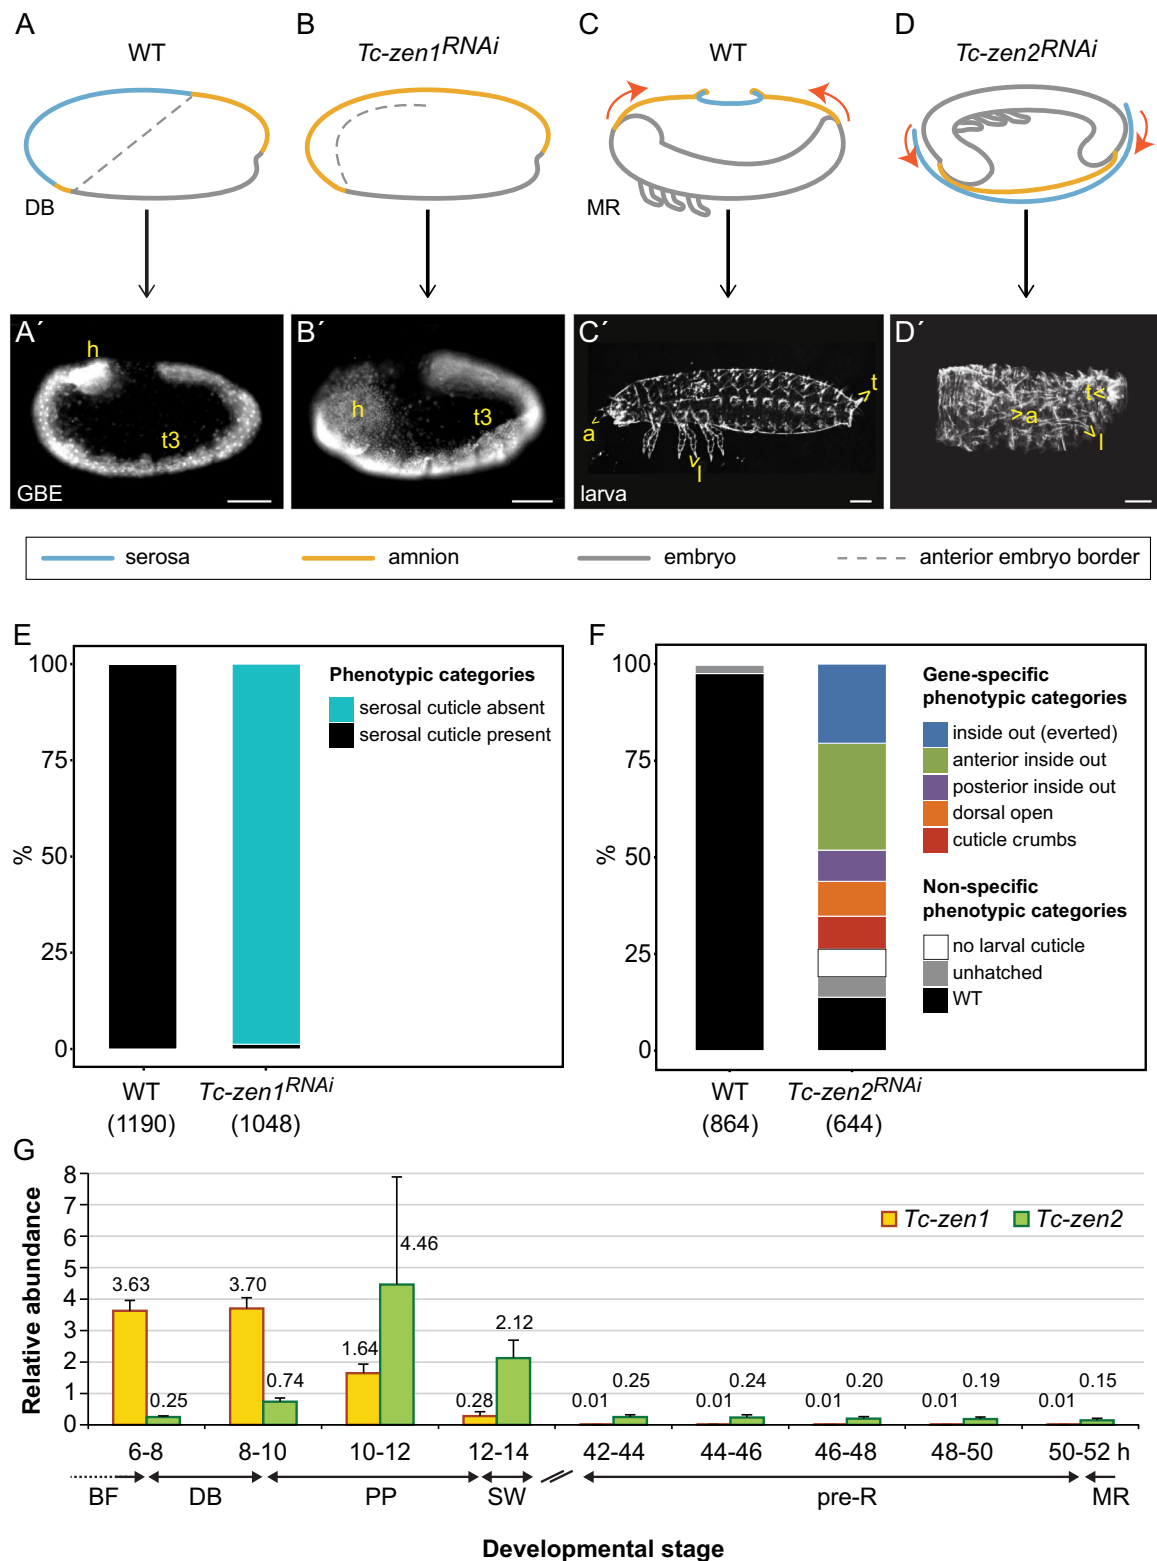 A B C D
WT Tc-zen1RNAi WT Tc-zen2RNAi
DB MR
A´ B´ C´ D´
h h t3 t3 a l t a t l
GBE larva
serosa amnion embryo anterior embryo border
E F
100 75 50 25 0
%
Phenotypic categories
serosal cuticle absent
serosal cuticle present
WT Tc-zen1RNAi
(1190) (1048)
100 75 50 25 0
%
Gene-specific
phenotypic categories
inside out (everted)
anterior inside out
posterior inside out
dorsal open
cuticle crumbs
Non-specific
phenotypic categories
no larval cuticle
unhatched
WT
WT Tc-zen2RNAi
(864) (644)
G
Relative abundance
8 7 6 5 4 3 2 1 0
Tc-zen1 Tc-zen2
3.63 0.25 3.70 0.74 1.64 4.46 0.28 2.12 0.01 0.25 0.01 0.24 0.01 0.20 0.01 0.19 0.01 0.15
6-8 8-10 10-12 12-14 42-44 44-46 46-48 48-50 50-52 h
BF DB PP SW pre-R MR
Developmental stage